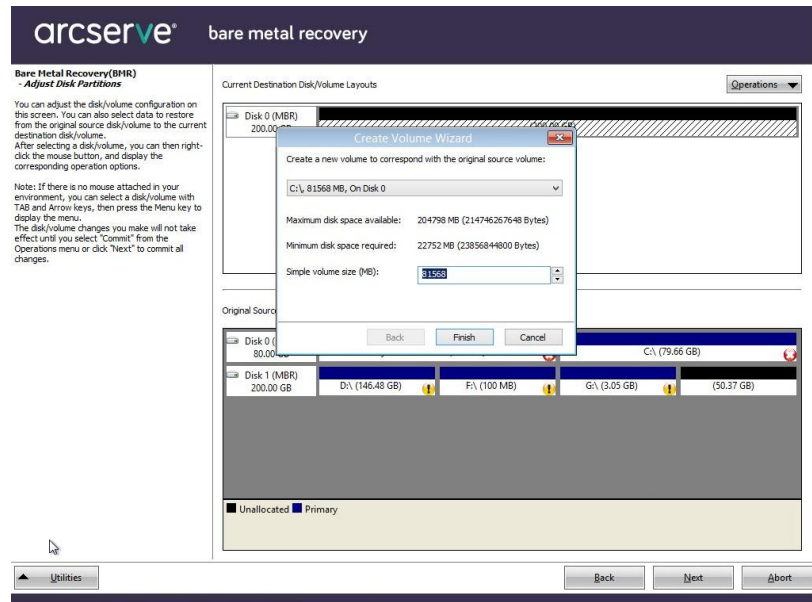 arcserve® bare metal recovery
Bare Metal Recovery(BMR)
- Adjust Disk Partitions
You can adjust the disk/volume configuration on
this screen. You can also select data to restore
from the original source disk/volume to the current
destination disk/volume.
After selecting a disk/volume, you can then right-
click the mouse button, and display the
corresponding operation options.
Note: If there is no mouse attached in your
environment, you can select a disk/volume with
TAB and Arrow keys, then press the Menu key to
display the menu.
The disk/volume changes you make will not take
effect until you select "Commit" from the
Operations menu or click "Next" to commit all
changes.
Current Destination Disk/Volume Layouts
Operations
Disk 0 (MBR)
200.00 GB
(200.00 GB)
Create Volume Wizard
Create a new volume to correspond with the original source volume:
C:\, 81568 MB, On Disk 0
Maximum disk space available: 204798 MB (214746267648 Bytes)
Minimum disk space required: 22752 MB (23856844800 Bytes)
Simple volume size (MB): 81568
Back Finish Cancel
Original Sourc
Disk 0 (
80.00
C:\ (79.66 GB)
Disk 1 (MBR)
200.00 GB
D:\ (146.48 GB) F:\ (100 MB) G:\ (3.05 GB) (50.37 GB)
Unallocated Primary
Utilities
Back Next Abort